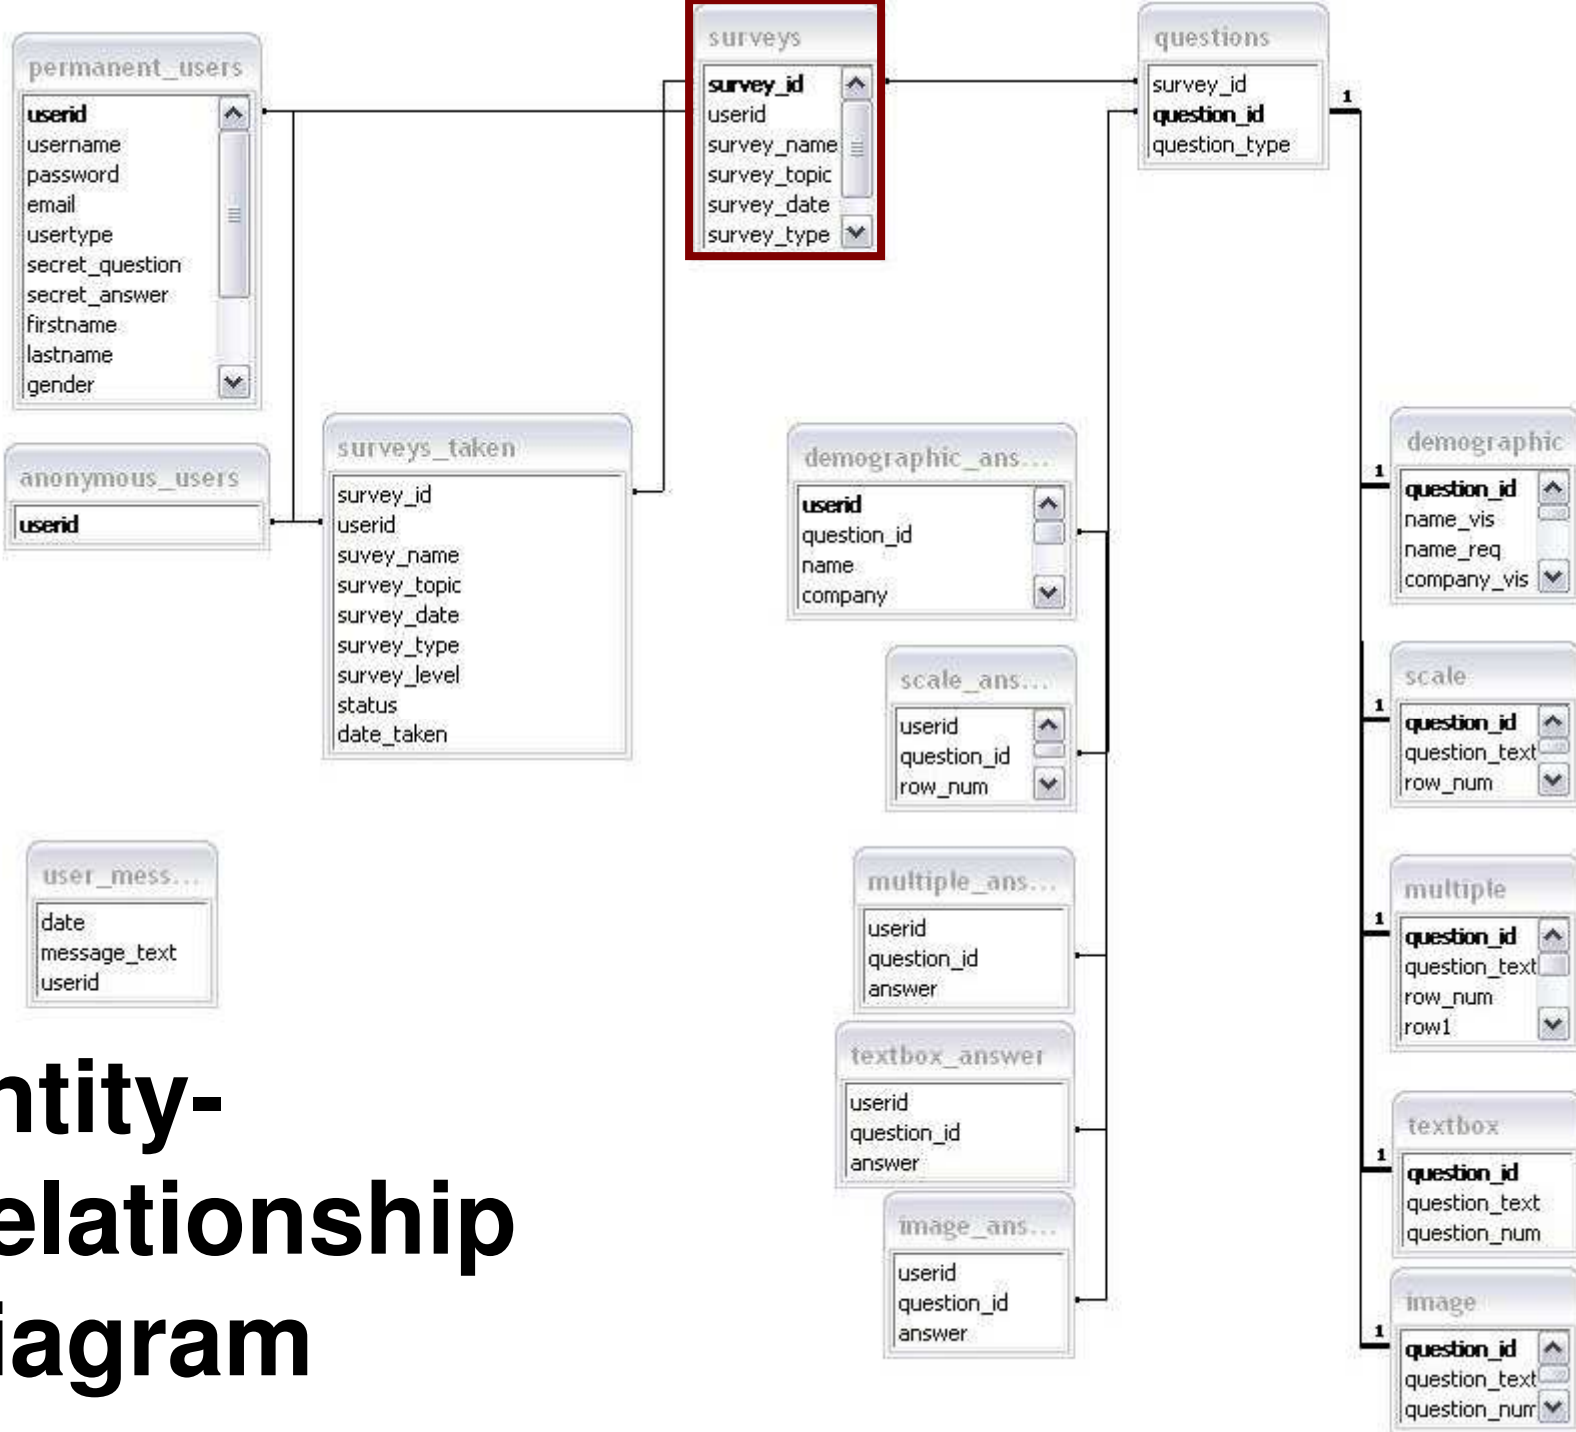 permanent_users
userid
username
password
email
usertype
secret_question
secret_answer
firstname
lastname
gender
surveys
survey_id
userid
survey_name
survey_topic
survey_date
survey_type
questions
survey_id
question_id
question_type
1
anonymous_users
userid
surveys_taken
survey_id
userid
suvey_name
survey_topic
survey_date
survey_type
survey_level
status
date_taken
demographic_ans...
userid
question_id
name
company
1
demographic
question_id
name_vis
name_req
company_vis
scale_ans...
userid
question_id
row_num
1
scale
question_id
question_text
row_num
user_mess...
date
message_text
userid
multiple_ans...
userid
question_id
answer
1
multiple
question_id
question_text
row_num
row1
textbox_answer
userid
question_id
answer
1
textbox
question_id
question_text
question_num
image_ans...
userid
question_id
answer
1
image
question_id
question_text
question_num
ntity-
elationship
iagram